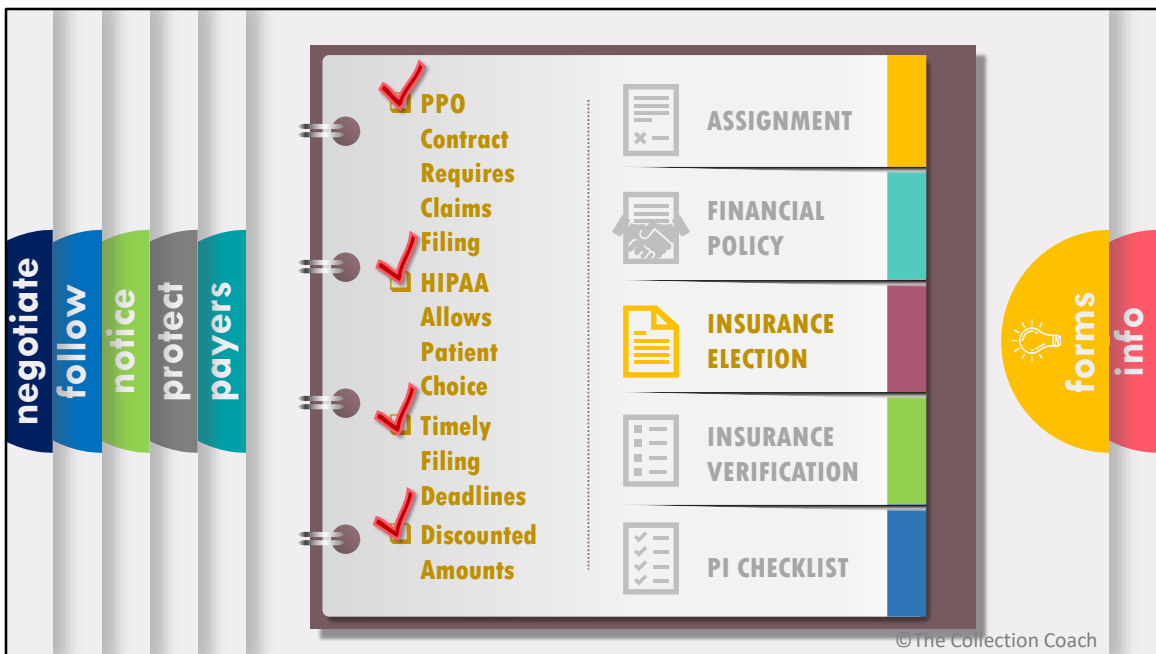 negotiate
follow
notice
protect
payers
PPO
Contract
Requires
Claims
Filing
HIPAA
Allows
Patient
Choice
Timely
Filing
Deadlines
Discounted
Amounts
ASSIGNMENT
FINANCIAL
POLICY
INSURANCE
ELECTION
INSURANCE
VERIFICATION
PI CHECKLIST
forms
info
©The Collection Coach